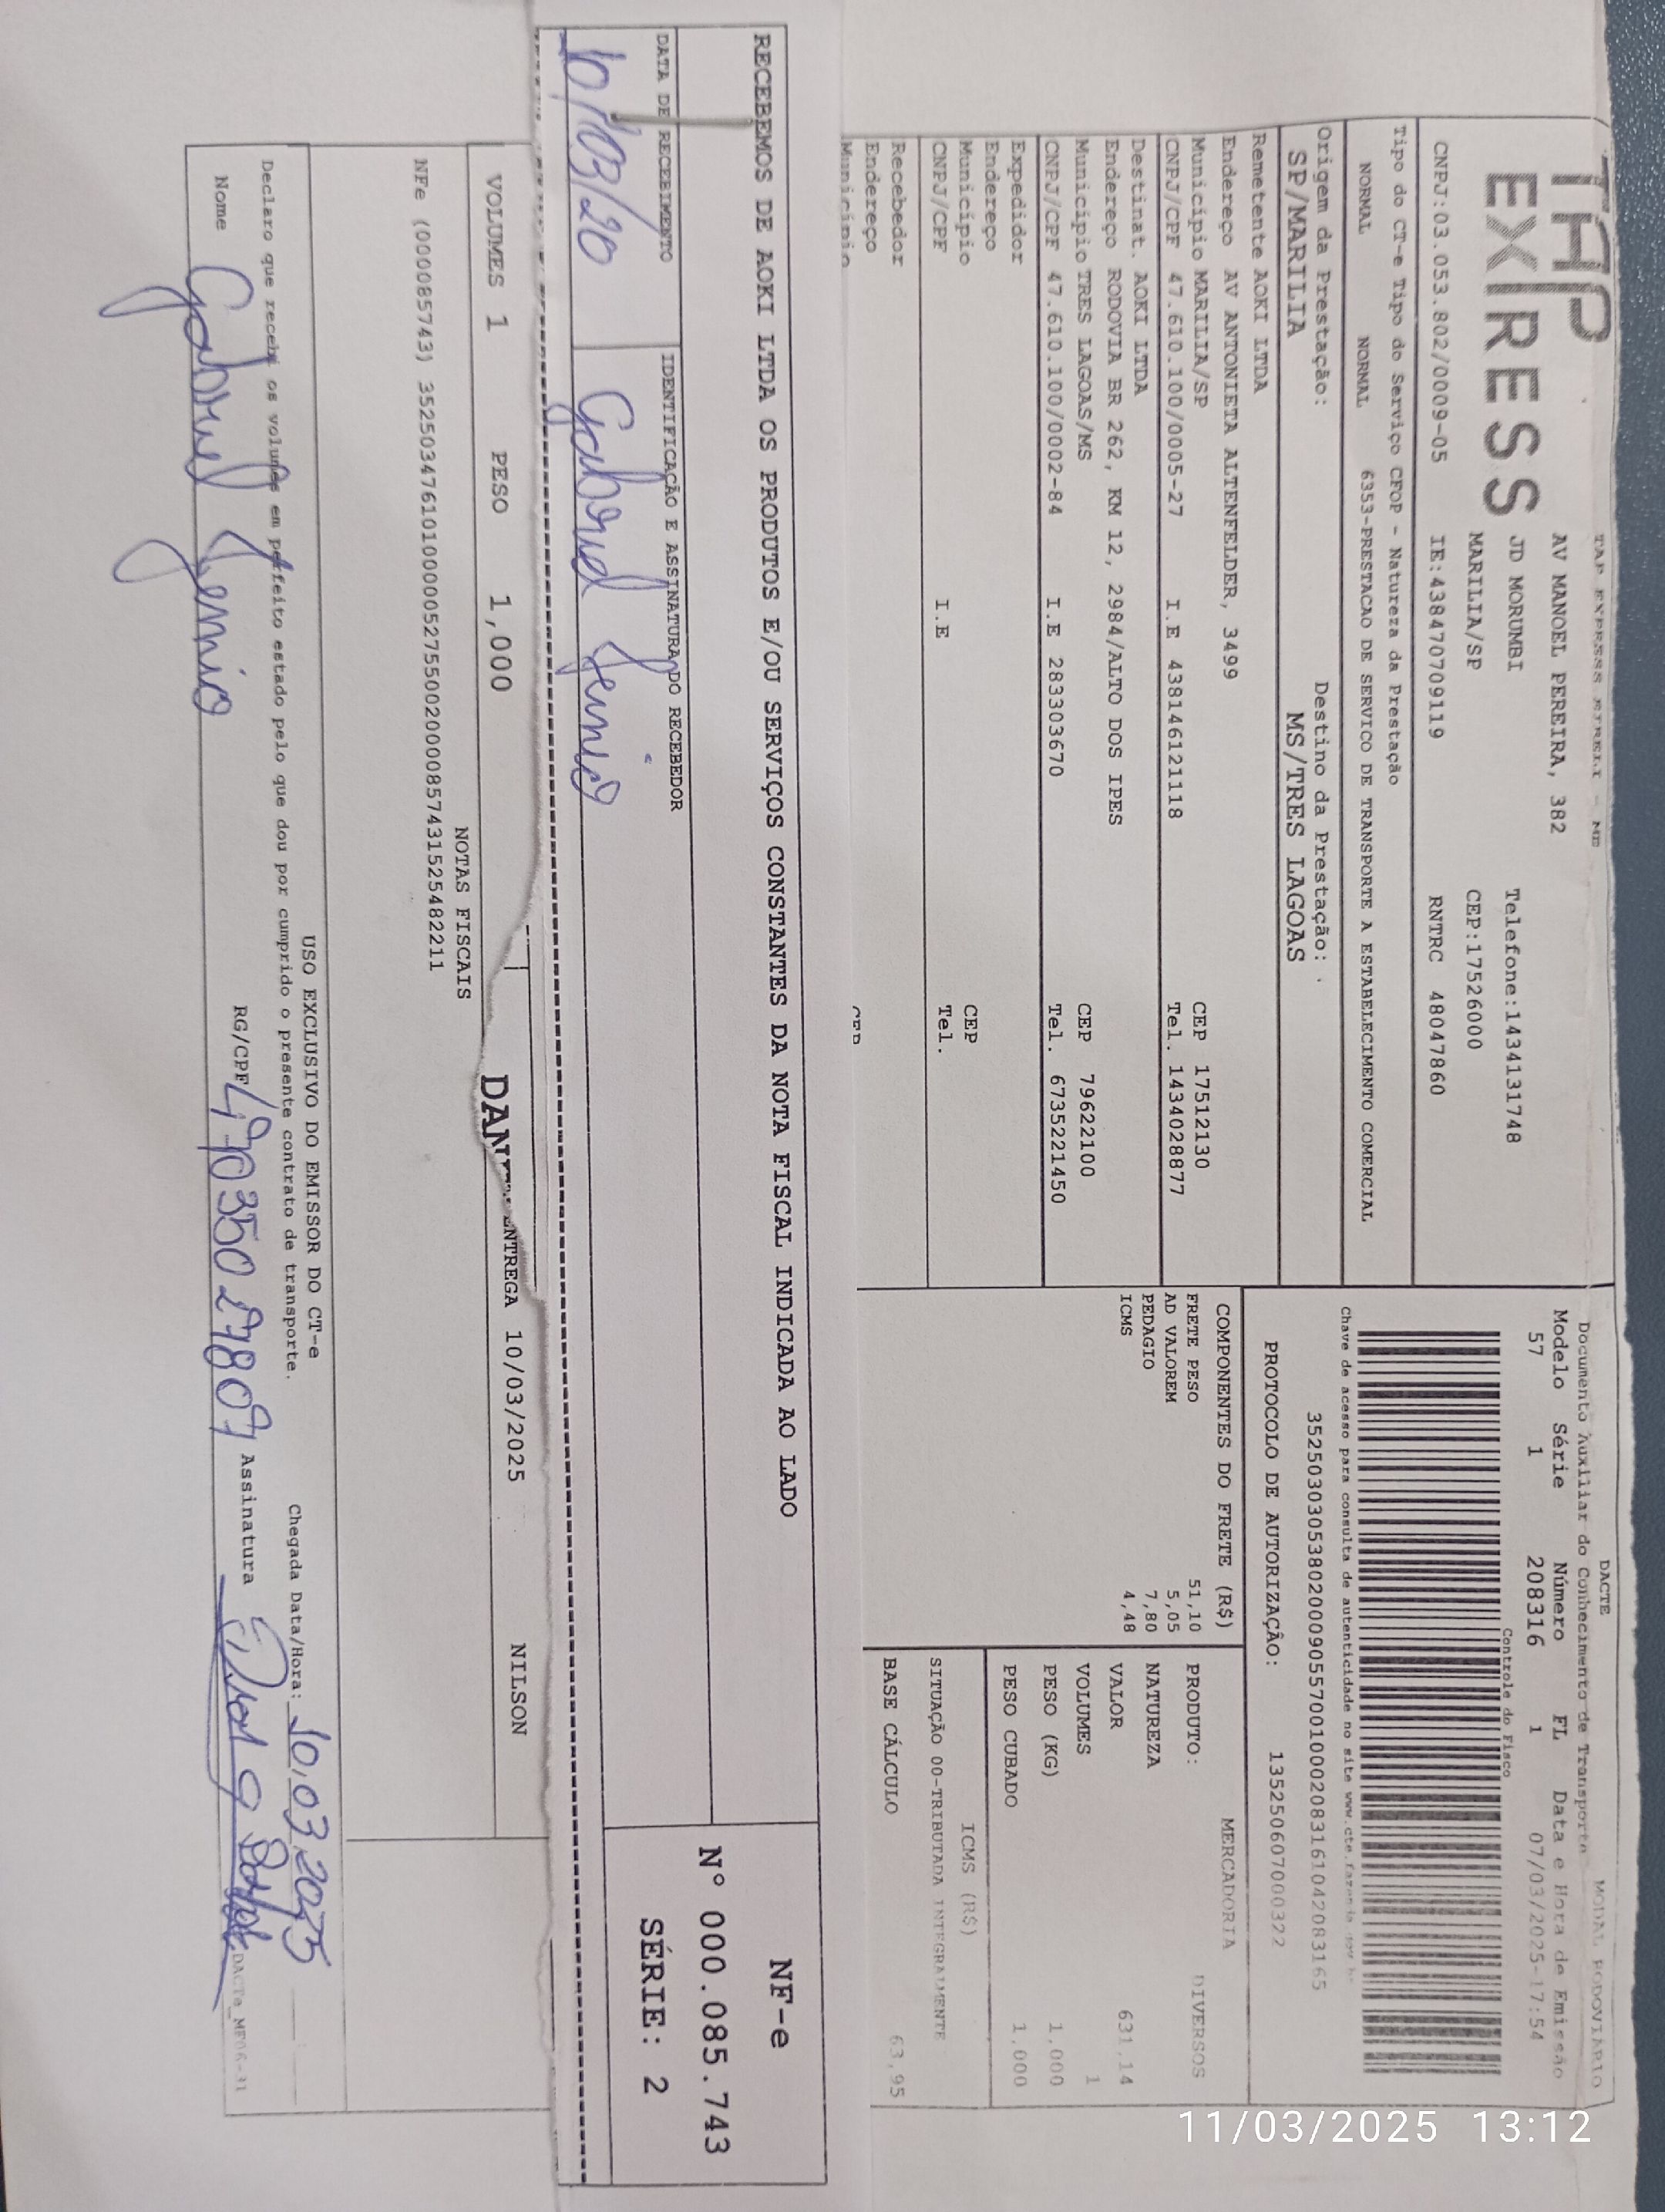 DACTE
MODAL RODOVIARIO
TAP EXPRESS EIRELI - ME
Documento Auxiliar do Conhecimento de Transporte
TAP
EXPRESS
AV MANOEL PEREIRA, 382
JD MORUMBI
Telefone:1434131748
MARILIA/SP
CEP:17526000
CNPJ:03.053.802/0009-05
IE:438470709119
RNTRC 48047860
Modelo Série Número FL Data e Hora de Emissão
57 1 208316 1 07/03/2025-17:54
Controle do Fisco
Tipo do CT-e Tipo do Serviço CFOP - Natureza da Prestação
NORMAL NORMAL 6353-PRESTACAO DE SERVICO DE TRANSPORTE A ESTABELECIMENTO COMERCIAL
Chave de acesso para consulta de autenticidade no site
Origem da Prestação: Destino da Prestação:
SP/MARILIA MS/TRES LAGOAS
PROTOCOLO DE AUTORIZAÇÃO:
Remetente AOKI LTDA
Endereço AV ANTONIETA ALTENFELDER, 3499
Município MARILIA/SP CEP 17512130
CNPJ/CPF 47.610.100/0005-27 I.E 438146121118 Tel. 1434028877
Destinat. AOKI LTDA
Endereço RODOVIA BR 262, KM 12, 2984/ALTO DOS IPES
Município TRES LAGOAS/MS CEP 79622100
CNPJ/CPF 47.610.100/0002-84 I.E 283303670 Tel. 6735221450
Expedidor
Endereço
Município CEP
CNPJ/CPF I.E Tel.
Recebedor
Endereço
Município CEP
COMPONENTES DO FRETE (R$)
FRETE PESO 51,10
AD VALOREM 5,05
PEDAGIO 7,80
ICMS 4,48
MERCADORIA
PRODUTO: DIVERSOS
NATUREZA
VALOR 631,14
VOLUMES 1
PESO (KG) 1,000
PESO CUBADO 1,000
ICMS (R$)
SITUAÇÃO 00-TRIBUTADA INTEGRALMENTE
BASE CÁLCULO 63,95
RECEBEMOS DE AOKI LTDA OS PRODUTOS E/OU SERVIÇOS CONSTANTES DA NOTA FISCAL INDICADA AO LADO
NF-e
N° 000.085.743
SÉRIE: 2
DATA DE RECEBIMENTO
10/03/20
IDENTIFICAÇÃO E ASSINATURA DO RECEBEDOR
Gabriel
DAN
VOLUMES 1 PESO 1,000 ENTREGA 10/03/2025 NILSON
NOTAS FISCAIS
NFe (000085743) 35250347610100000527550020000857431525482211
USO EXCLUSIVO DO EMISSOR DO CT-e
Declaro que recebi os volumes em perfeito estado pelo que dou por cumprido o presente contrato de transporte.
Chegada Data/Hora: 10.03.2025
Nome Gabriel
RG/CPF
Assinatura
11/03/2025 13:12